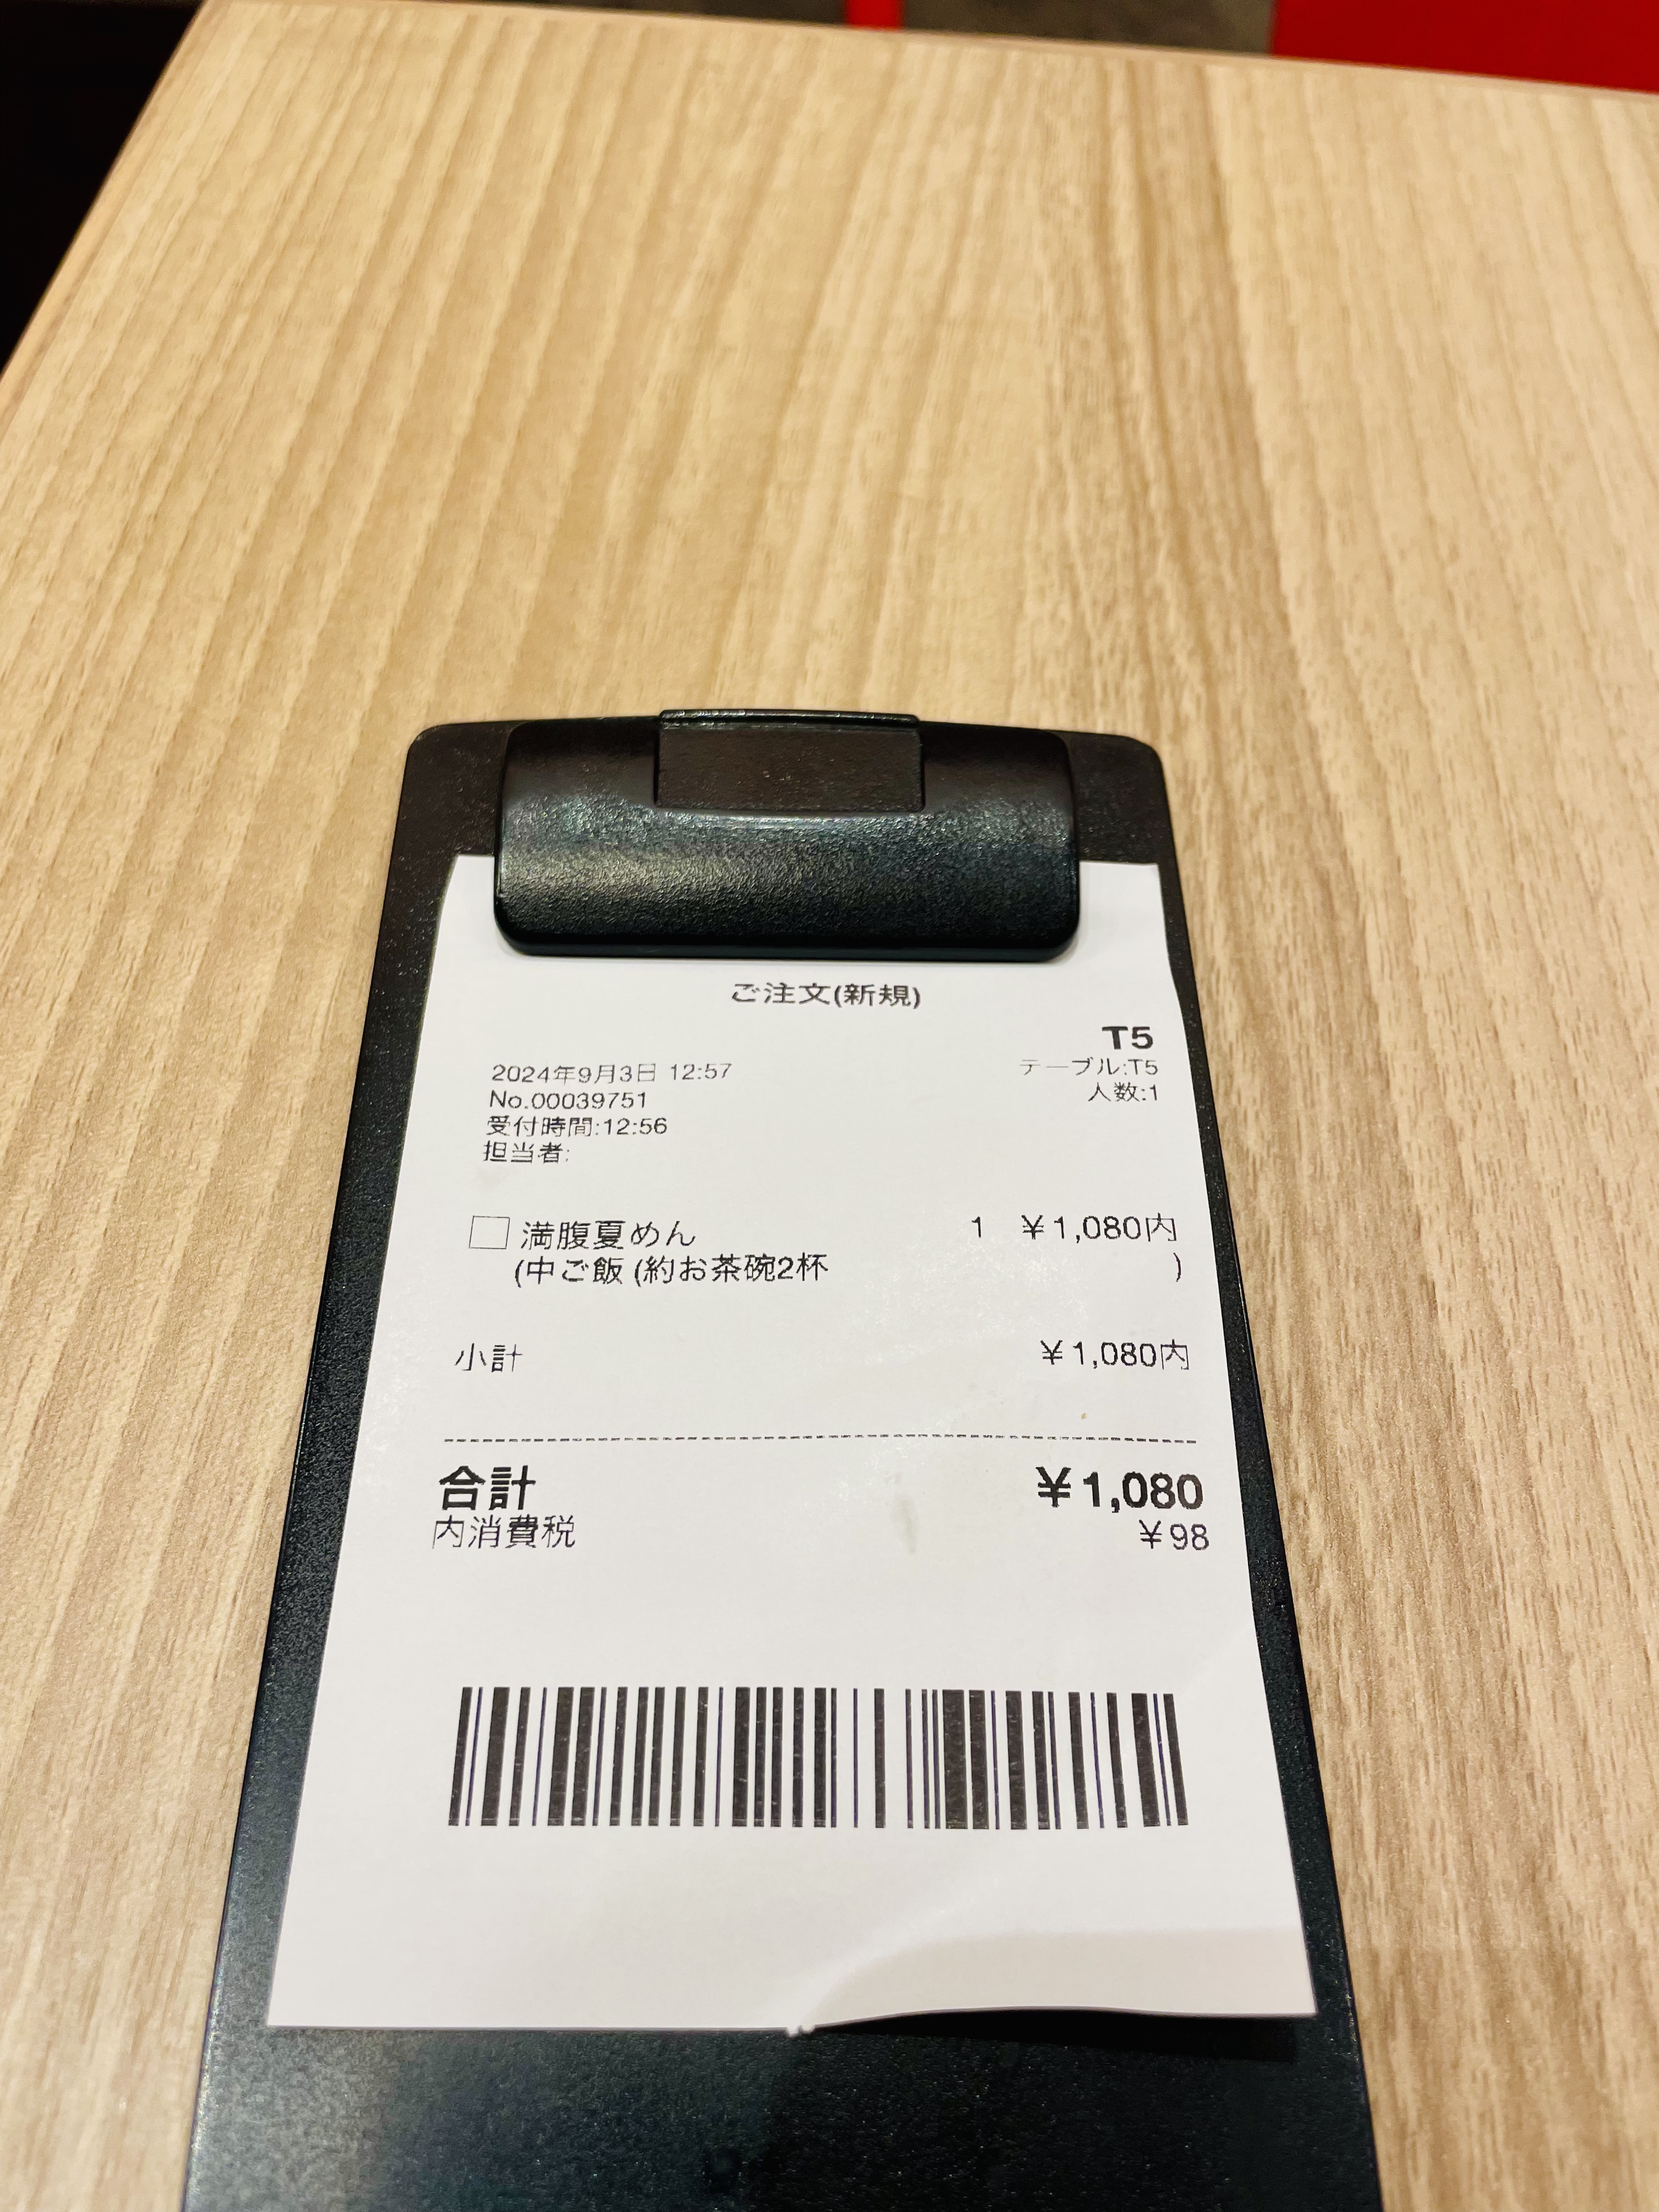 ご注文(新規)
T5
2024年9月3日 12:57
テーブル:T5
No.00039751
人数:1
受付時間:12:56
担当者:
満腹夏めん 1 ¥1,080内
(中ご飯 (約お茶碗2杯 )
小計 ¥1,080内
合計 ¥1,080
内消費税 ¥98